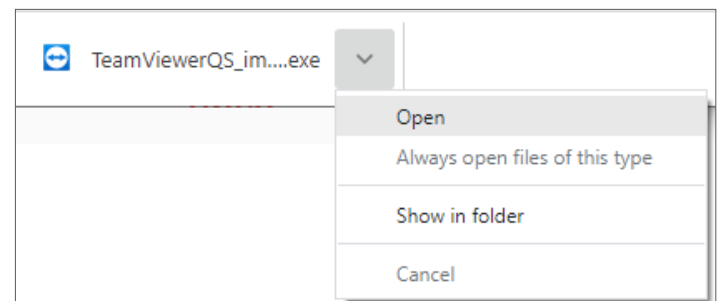 TeamViewerQS_im....exe
Open
Always open files of this type
Show in folder
Cancel